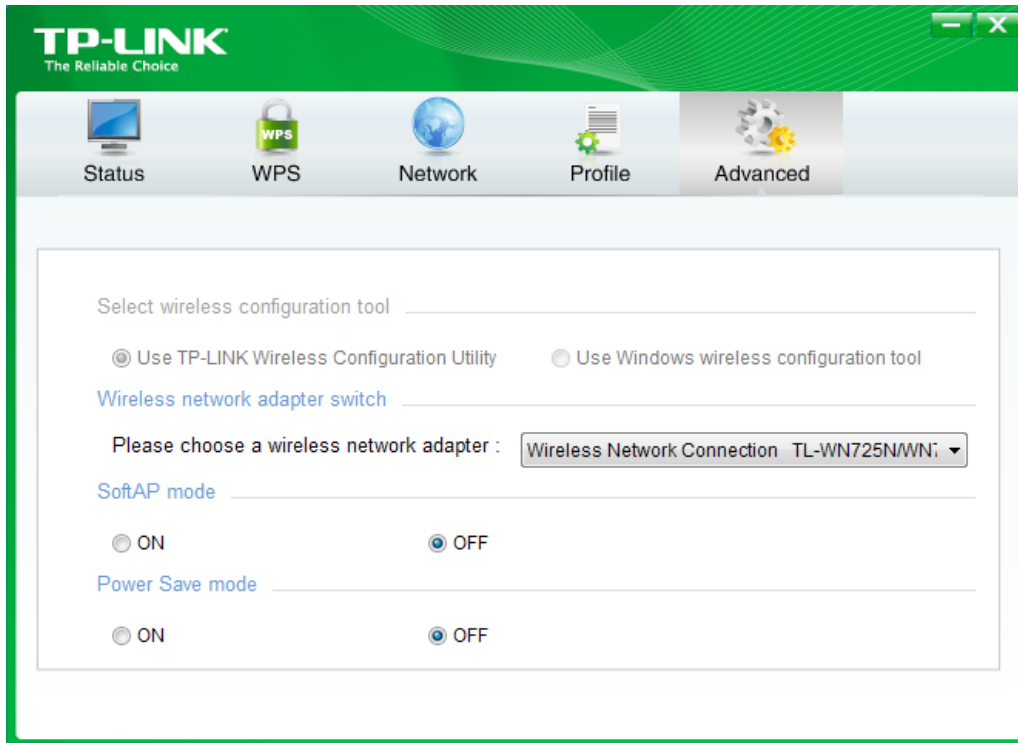 TP-LINK
The Reliable Choice
Status WPS Network Profile Advanced
WPS
Select wireless configuration tool
Use TP-LINK Wireless Configuration Utility Use Windows wireless configuration tool
Wireless network adapter switch
Please choose a wireless network adapter : Wireless Network Connection TL-WN725N/WN7
SoftAP mode
ON OFF
Power Save mode
ON OFF